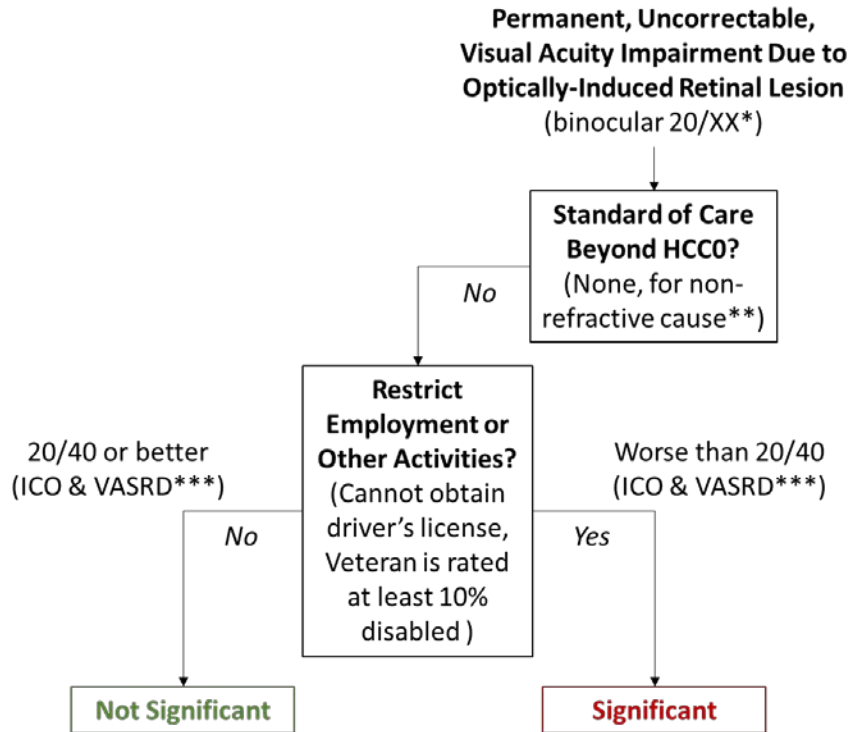 Permanent, Uncorrectable,
Visual Acuity Impairment Due to
Optically-Induced Retinal Lesion
(binocular 20/XX*)
Standard of Care
Beyond HCC0?
(None, for non-
refractive cause**)
No
Restrict
Employment or
Other Activities?
(Cannot obtain
driver's license,
Veteran is rated
at least 10%
disabled )
20/40 or better
(ICO & VASRD***)
No
Worse than 20/40
(ICO & VASRD***)
Yes
Not Significant
Significant